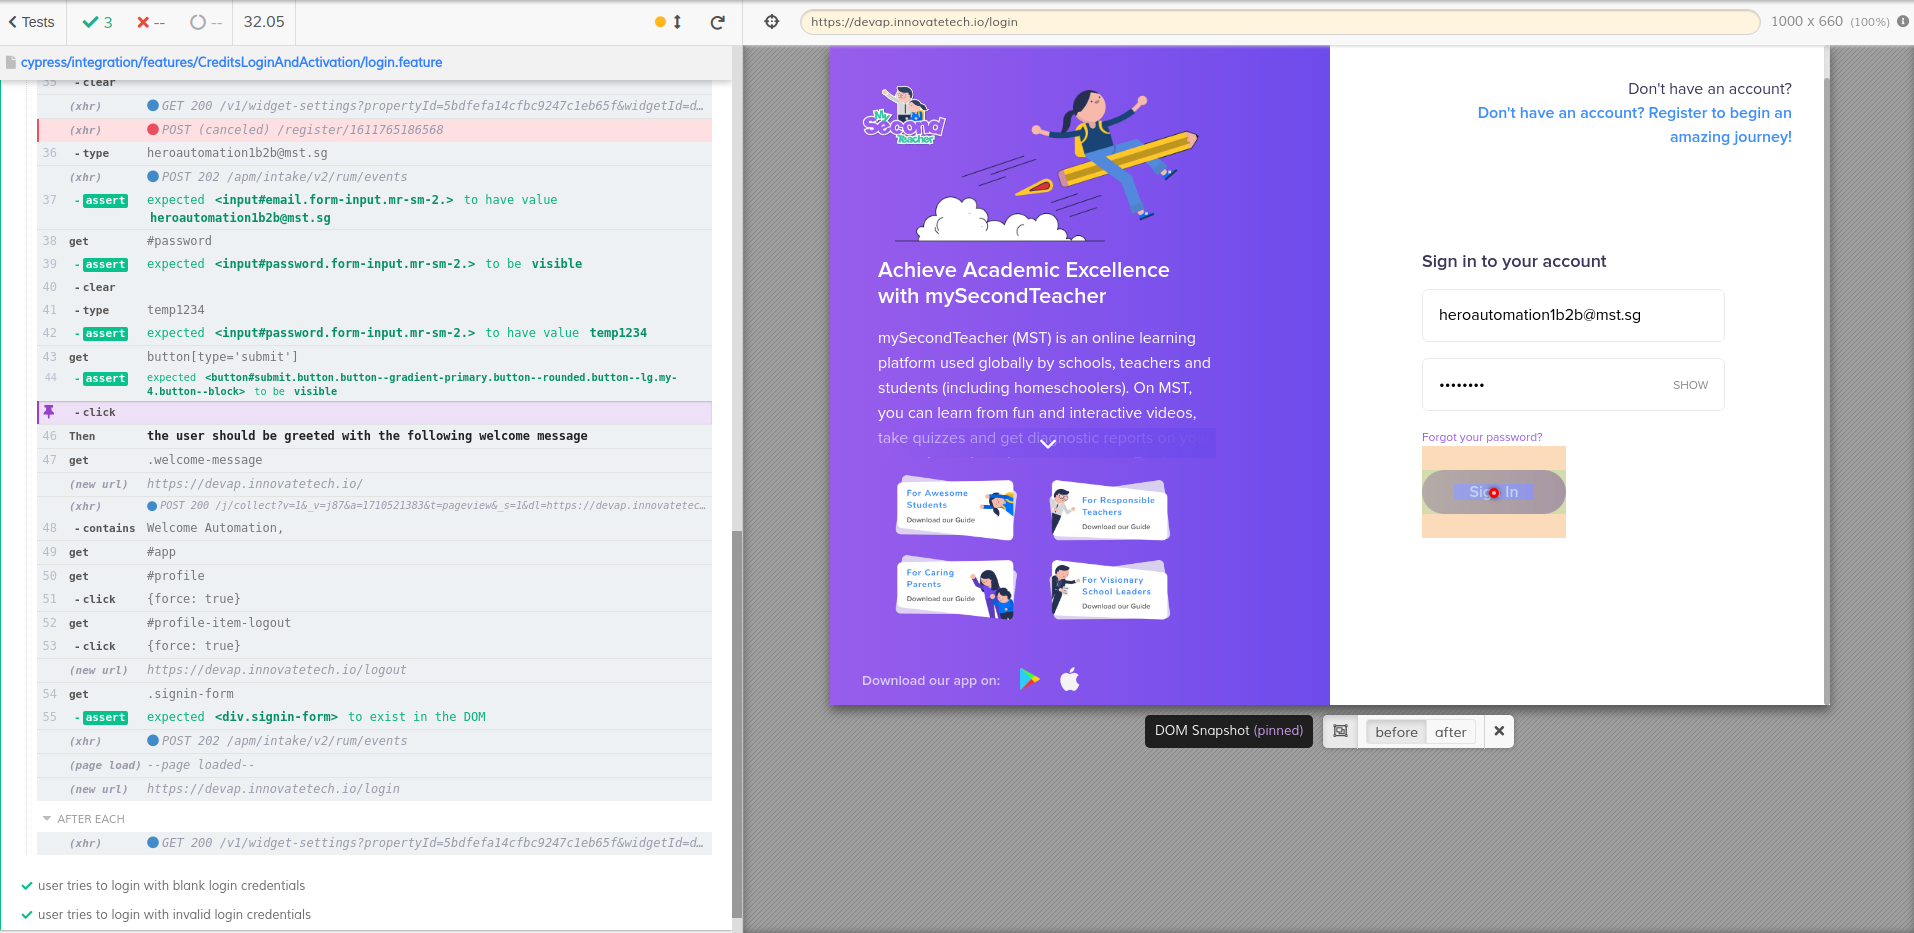 Tests
3
--
--
32.05
https://devap.innovatetech.io/login
1000 x 660 (100%)
cypress/integration/features/CreditsLoginAndActivation/login.feature
35 - clear
(xhr) GET 200 /v1/widget-settings?propertyId=5bdfefa14cfbc9247c1eb65f&widgetId=d…
(xhr) POST (canceled) /register/1611765186568
36 - type heroautomation1b2b@mst.sg
(xhr) POST 202 /apm/intake/v2/rum/events
37 - assert expected <input#email.form-input.mr-sm-2.> to have value
heroautomation1b2b@mst.sg
38 get #password
39 - assert expected <input#password.form-input.mr-sm-2.> to be visible
40 - clear
41 - type temp1234
42 - assert expected <input#password.form-input.mr-sm-2.> to have value temp1234
43 get button[type='submit']
44 - assert expected <button#submit.button.button--gradient-primary.button--rounded.button--lg.my-
4.button--block> to be visible
- click
46 Then the user should be greeted with the following welcome message
47 get .welcome-message
(new url) https://devap.innovatetech.io/
(xhr) POST 200 /j/collect?v=1&_v=j87&a=1710521383&t=pageview&_s=1&dl=https://devap.innovatetec…
48 - contains Welcome Automation,
49 get #app
50 get #profile
51 - click {force: true}
52 get #profile-item-logout
53 - click {force: true}
(new url) https://devap.innovatetech.io/logout
54 get .signin-form
55 - assert expected <div.signin-form> to exist in the DOM
(xhr) POST 202 /apm/intake/v2/rum/events
(page load) --page loaded--
(new url) https://devap.innovatetech.io/login
AFTER EACH
(xhr) GET 200 /v1/widget-settings?propertyId=5bdfefa14cfbc9247c1eb65f&widgetId=d…
user tries to login with blank login credentials
user tries to login with invalid login credentials
My
Second
Teacher
Achieve Academic Excellence
with mySecondTeacher
mySecondTeacher (MST) is an online learning
platform used globally by schools, teachers and
students (including homeschoolers). On MST,
you can learn from fun and interactive videos,
take quizzes and get diagnostic reports on you
For Awesome
Students
Download our Guide
For Responsible
Teachers
Download our Guide
For Caring
Parents
Download our Guide
For Visionary
School Leaders
Download our Guide
Download our app on:
Don't have an account?
Don't have an account? Register to begin an
amazing journey!
Sign in to your account
heroautomation1b2b@mst.sg
••••••••
SHOW
Forgot your password?
Sign In
DOM Snapshot (pinned)
before
after